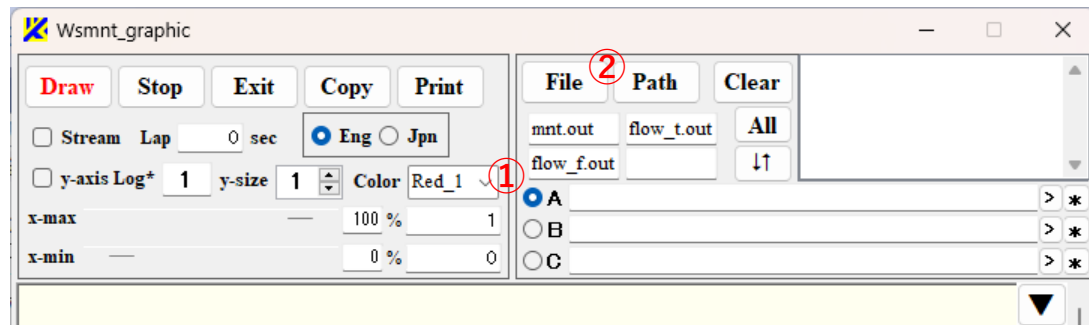 Wsmnt_graphic
Draw Stop Exit Copy Print
Stream Lap 0 sec Eng Jpn
y-axis Log* 1 y-size 1 Color Red_1 ①
x-max 100 % 1
x-min 0 % 0
File ② Path Clear
mnt.out flow_t.out All
flow_f.out ↓↑
A > *
B > *
C > *
▼